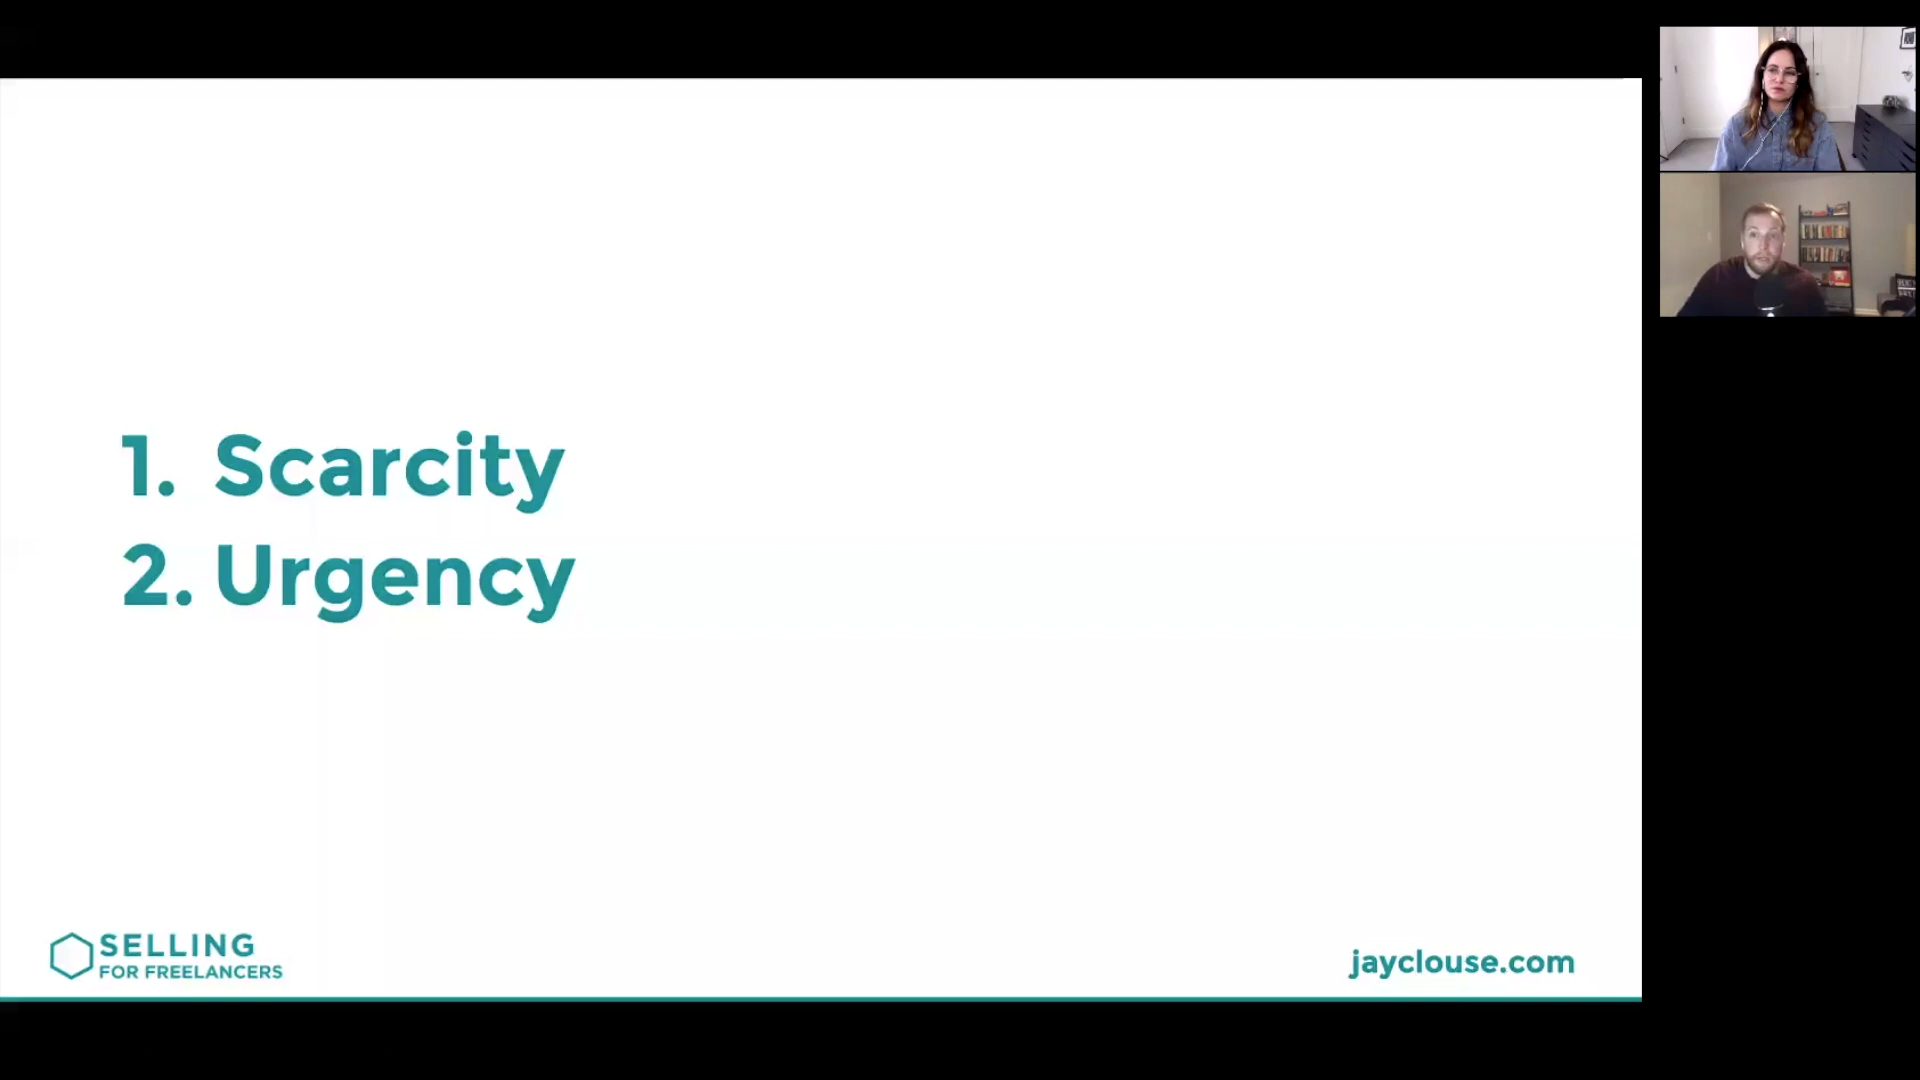 1. Scarcity
2. Urgency
SELLING
FOR FREELANCERS
jayclouse.com